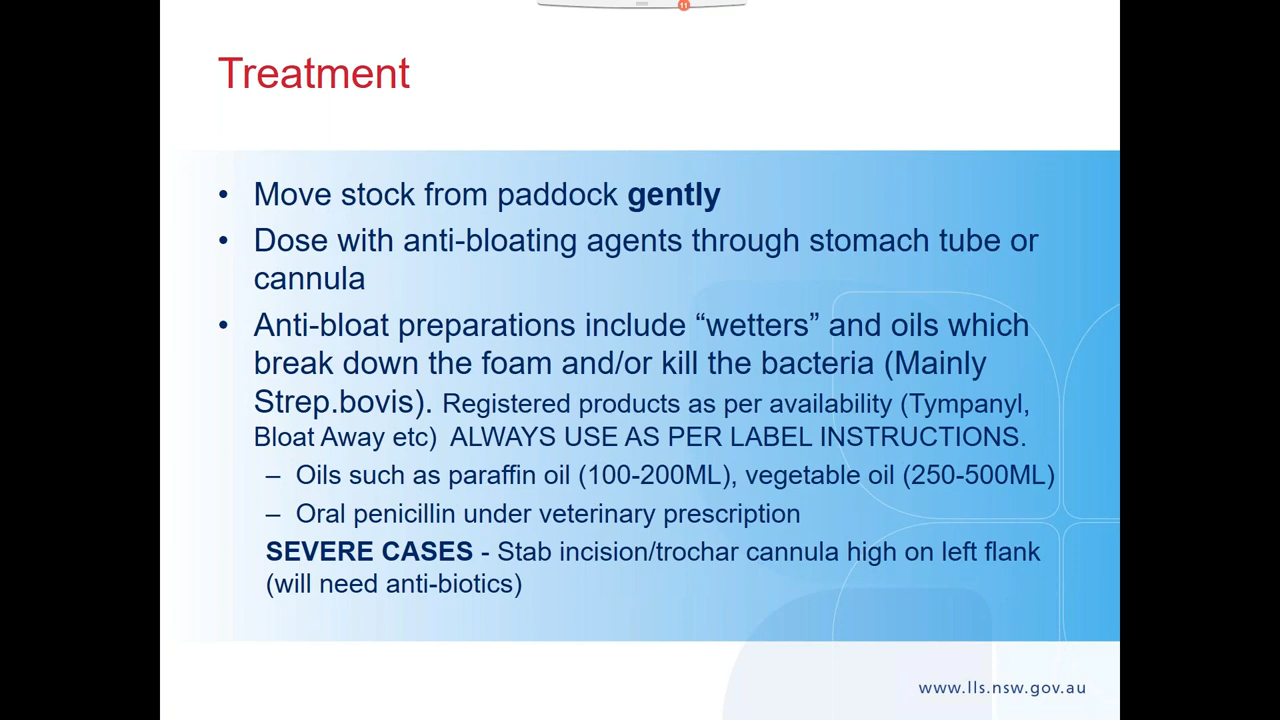 11
Treatment
• Move stock from paddock gently
• Dose with anti-bloating agents through stomach tube or
cannula
• Anti-bloat preparations include “wetters” and oils which
break down the foam and/or kill the bacteria (Mainly
Strep.bovis). Registered products as per availability (Tympanyl,
Bloat Away etc)  ALWAYS USE AS PER LABEL INSTRUCTIONS.
– Oils such as paraffin oil (100-200ML), vegetable oil (250-500ML)
– Oral penicillin under veterinary prescription
SEVERE CASES - Stab incision/trochar cannula high on left flank
(will need anti-biotics)
www.lls.nsw.gov.au